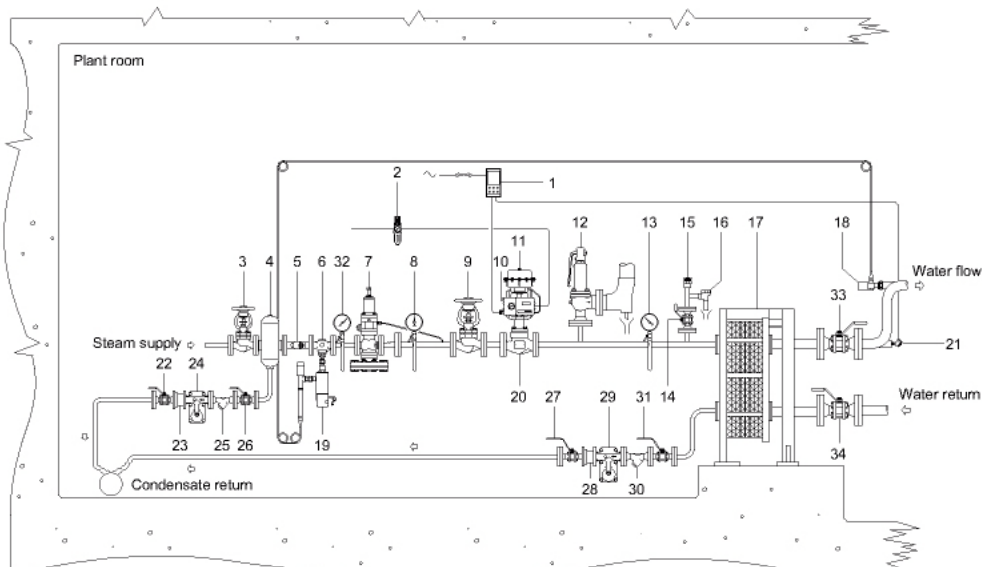 Plant room
1
2
3 4 5 6 32 7 8 9 10 11 12 13 15 16 17 18
Water flow
33
Steam supply
22 24
21
20 27 29 31 14
Water return
23 25 26 19
34
28 30
Condensate return